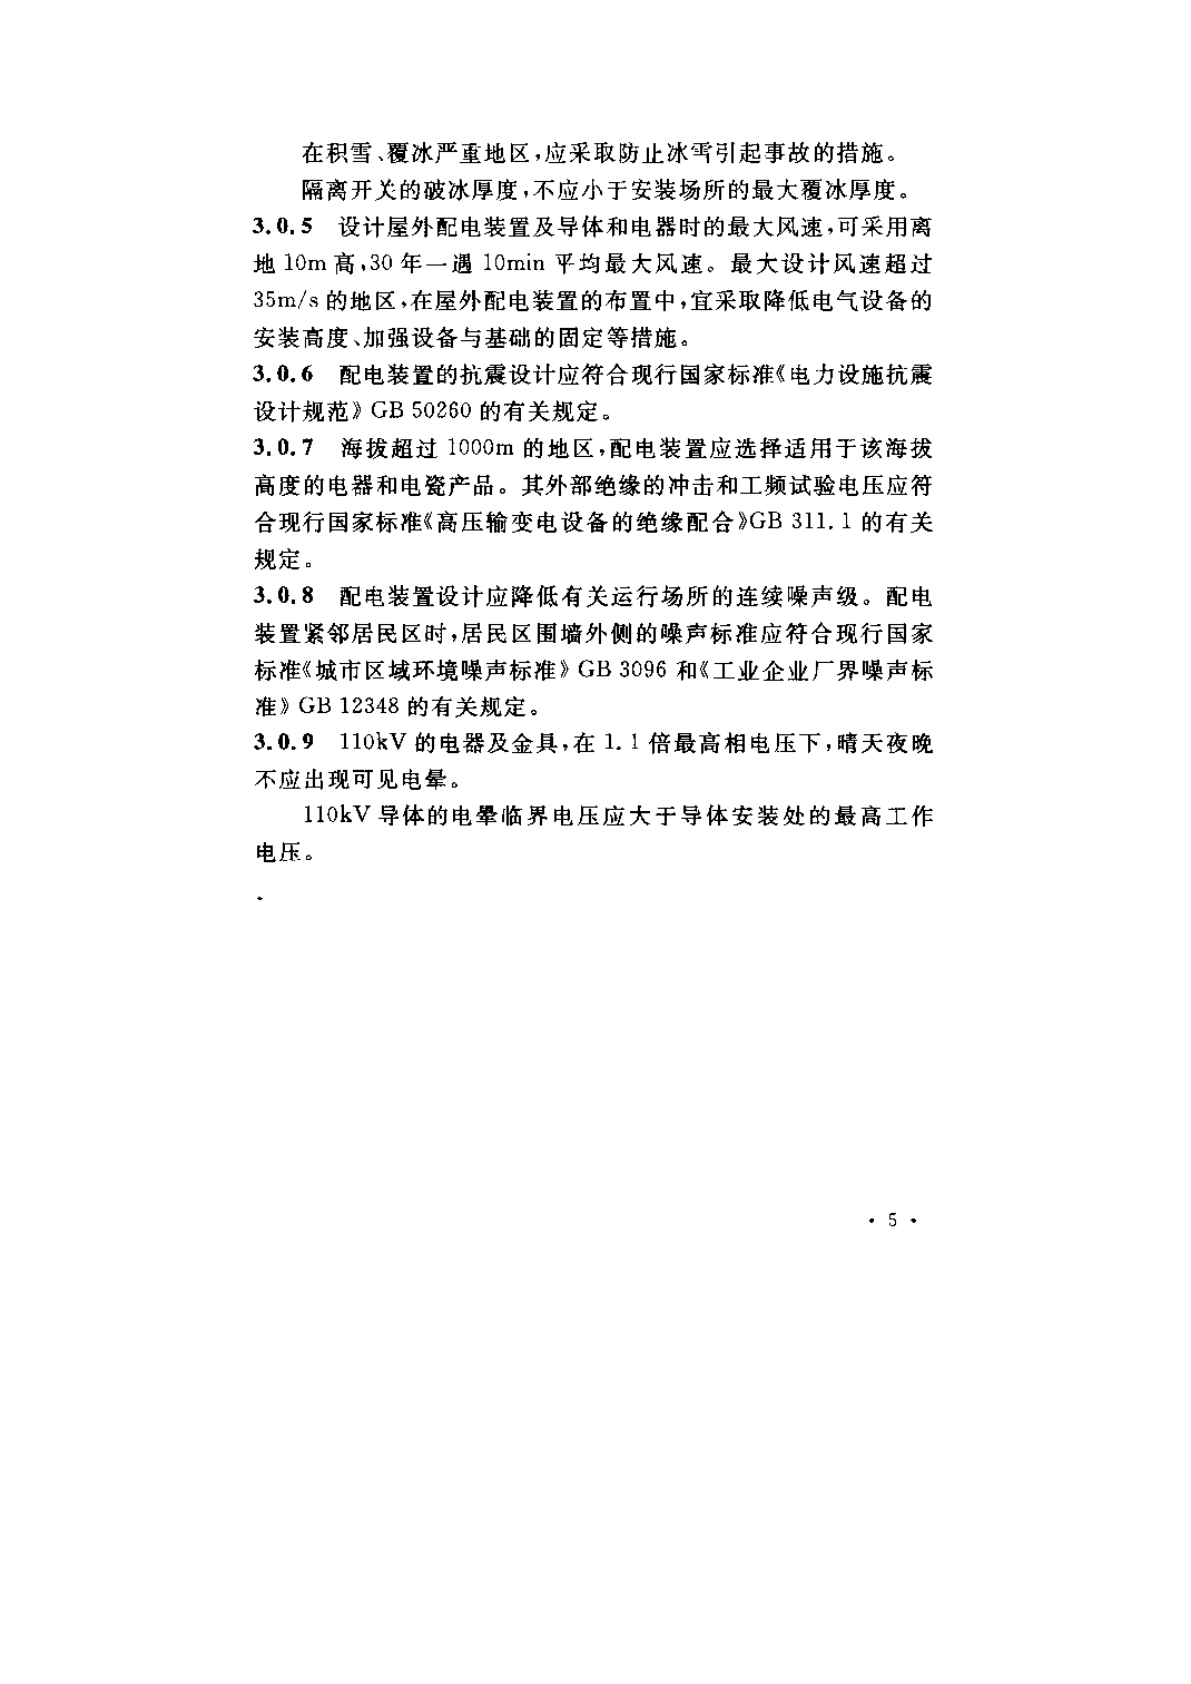 在积雪、覆冰严重地区,应采取防止冰雪引起事故的措施。
隔离开关的破冰厚度,不应小于安装场所的最大覆冰厚度。
3.0.5 设计屋外配电装置及导体和电器时的最大风速,可采用离
地 10m 高,30 年一遇 10min 平均最大风速。最大设计风速超过
35m/s 的地区,在屋外配电装置的布置中,宜采取降低电气设备的
安装高度、加强设备与基础的固定等措施。
3.0.6 配电装置的抗震设计应符合现行国家标准《电力设施抗震
设计规范》GB 50260 的有关规定。
3.0.7 海拔超过 1000m 的地区,配电装置应选择适用于该海拔
高度的电器和电瓷产品。其外部绝缘的冲击和工频试验电压应符
合现行国家标准《高压输变电设备的绝缘配合》GB 311.1 的有关
规定。
3.0.8 配电装置设计应降低有关运行场所的连续噪声级。配电
装置紧邻居民区时,居民区围墙外侧的噪声标准应符合现行国家
标准《城市区域环境噪声标准》GB 3096 和《工业企业厂界噪声标
准》GB 12348 的有关规定。
3.0.9 110kV 的电器及金具,在 1.1 倍最高相电压下,晴天夜晚
不应出现可见电晕。
110kV 导体的电晕临界电压应大于导体安装处的最高工作
电压。
· 5 ·